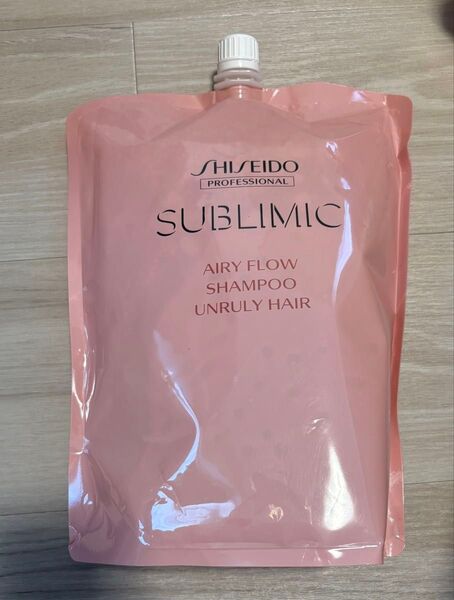 SHISEIDO
PROFESSIONAL
SUBLIMIC
AIRY FLOW
SHAMPOO
UNRULY HAIR